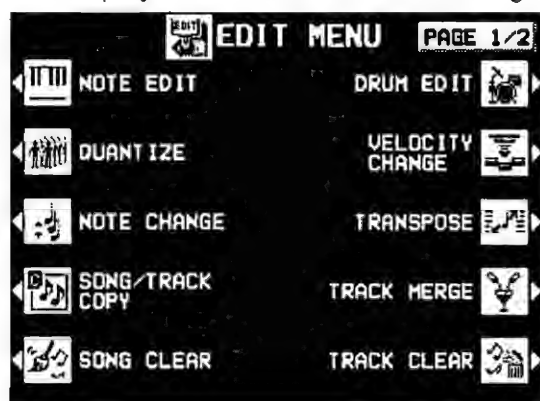 EDIT
EDIT MENU
PAGE 1/2
NOTE EDIT
DRUM EDIT
QUANTIZE
VELOCITY
CHANGE
NOTE CHANGE
TRANSPOSE
SONG/TRACK
COPY
TRACK MERGE
SONG CLEAR
TRACK CLEAR